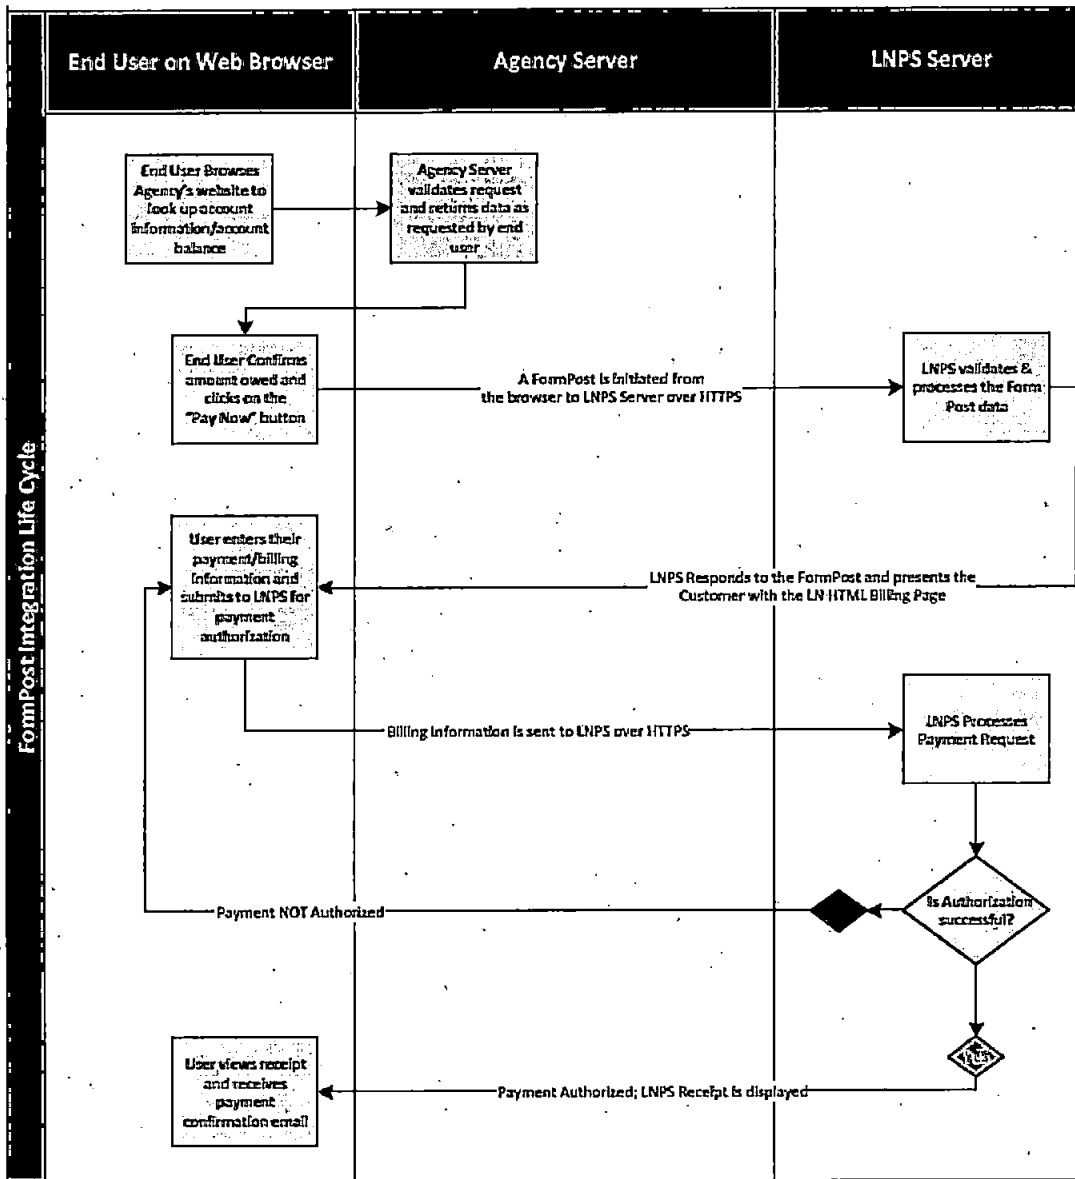 End User on Web Browser
Agency Server
LNPS Server
FormPost Integration Life Cycle
End User Browses
Agency's website to
look up account
information/account
balance
Agency Server
validates request
and returns data as
requested by end
user
End User Confirms
amount owed and
clicks on the
"Pay Now" button
A FormPost is initiated from
the browser to LNPS Server over HTTPS
LNPS validates &
processes the Form
Post data
User enters their
payment/billing
information and
submits to LNPS for
payment
authorization
LNPS Responds to the FormPost and presents the
Customer with the LN HTML Billing Page
Billing Information is sent to LNPS over HTTPS
LNPS Processes
Payment Request
Is Authorization
successful?
Payment NOT Authorized
YES
User views receipt
and receives
payment
confirmation email
Payment Authorized; LNPS Receipt is displayed